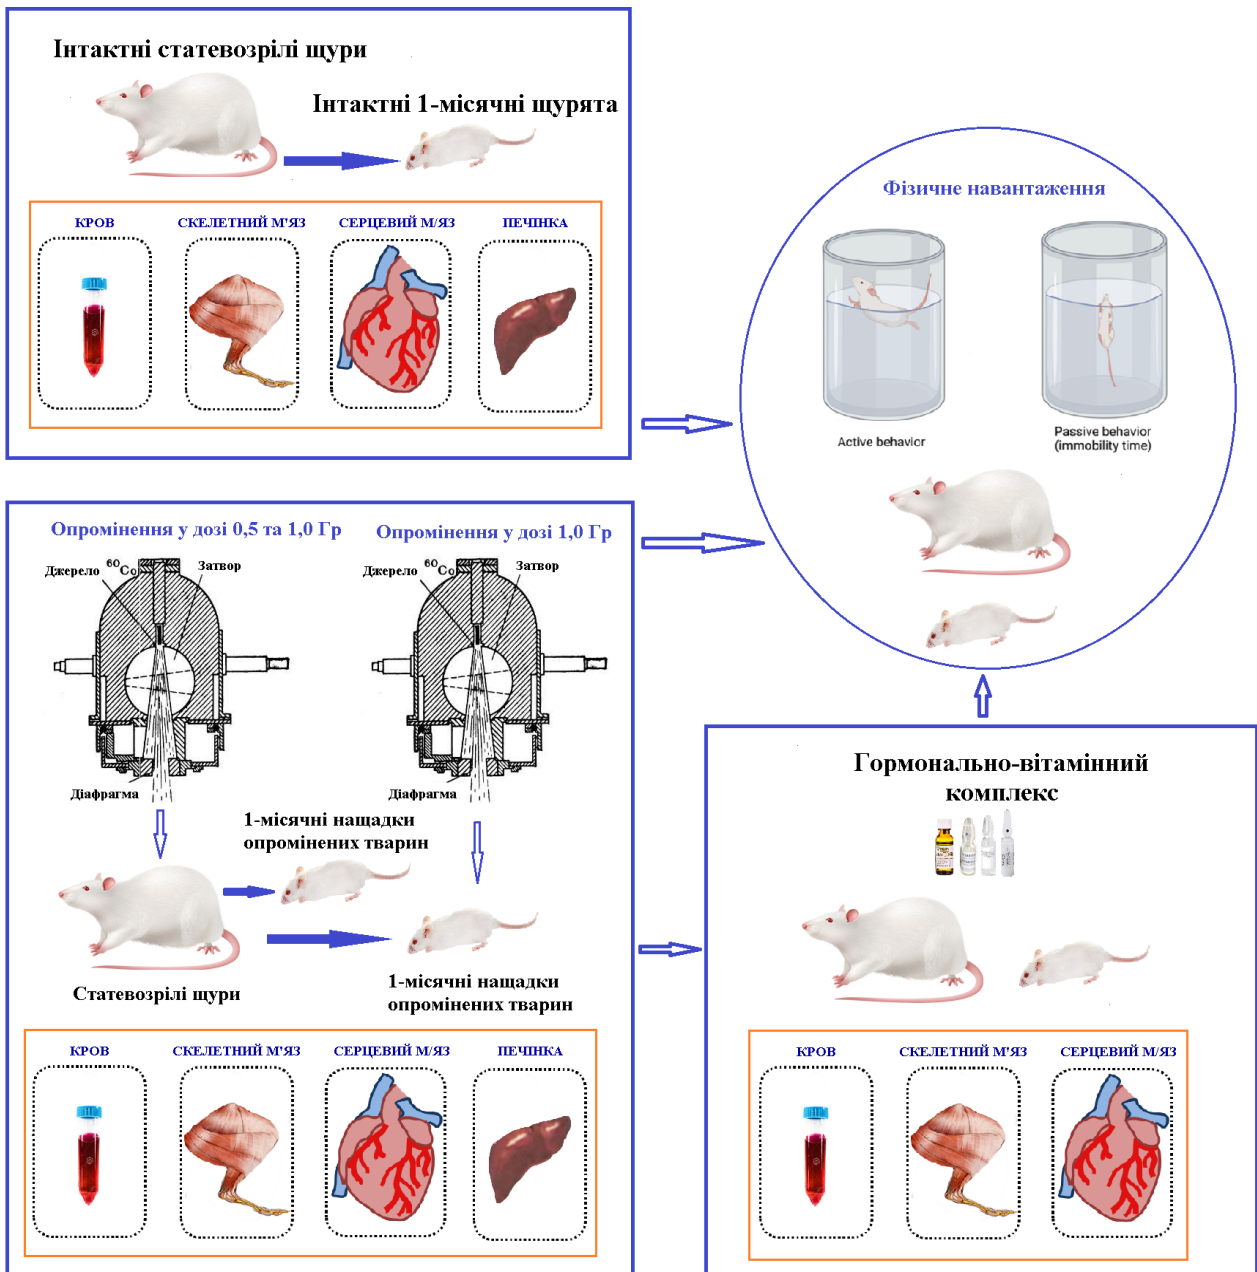 Інтактні статевозрілі щури
Інтактні 1-місячні щурята
КРОВ
СКЕЛЕТНИЙ М'ЯЗ
СЕРЦЕВИЙ М/ЯЗ
ПЕЧІНКА
Фізичне навантаження
Active behavior
Passive behavior
(immobility time)
Опромінення у дозі 0,5 та 1,0 Гр
Опромінення у дозі 1,0 Гр
Джерело
60Co
Затвор
Діафрагма
Джерело
60Co
Затвор
Діафрагма
1-місячні нащадки
опромінених тварин
Статевозрілі щури
1-місячні нащадки
опромінених тварин
КРОВ
СКЕЛЕТНИЙ М'ЯЗ
СЕРЦЕВИЙ М/ЯЗ
ПЕЧІНКА
Гормонально-вітамінний
комплекс
КРОВ
СКЕЛЕТНИЙ М'ЯЗ
СЕРЦЕВИЙ М/ЯЗ